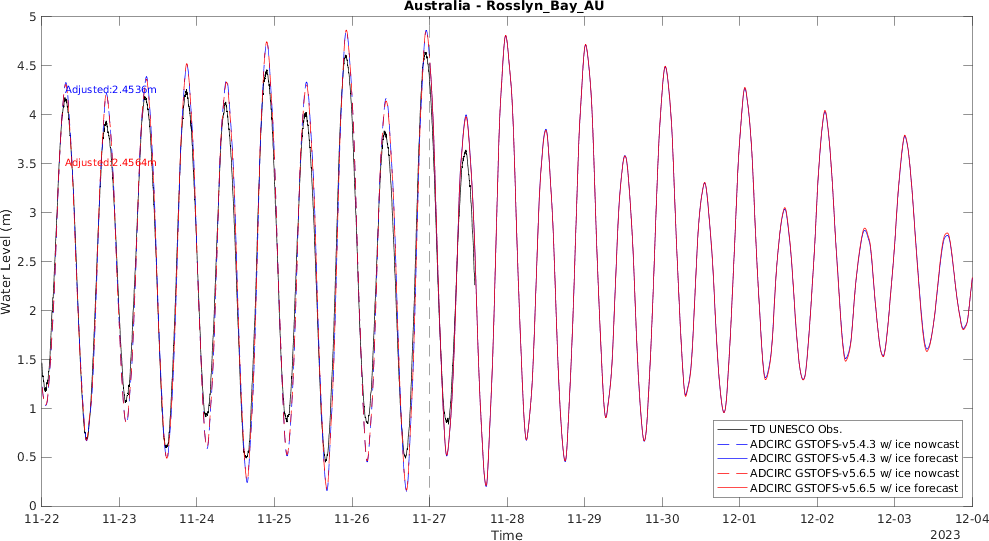 Australia - Rosslyn_Bay_AU
5
4.5
4
3.5
3
2.5
2
1.5
1
0.5
0
Water Level (m)
Adjusted:2.4536m
Adjusted:2.4564m
TD UNESCO Obs.
ADCIRC GSTOFS-v5.4.3 w/ ice nowcast
ADCIRC GSTOFS-v5.4.3 w/ ice forecast
ADCIRC GSTOFS-v5.6.5 w/ ice nowcast
ADCIRC GSTOFS-v5.6.5 w/ ice forecast
11-22 11-23 11-24 11-25 11-26 11-27 11-28 11-29 11-30 12-01 12-02 12-03 12-04
Time
2023